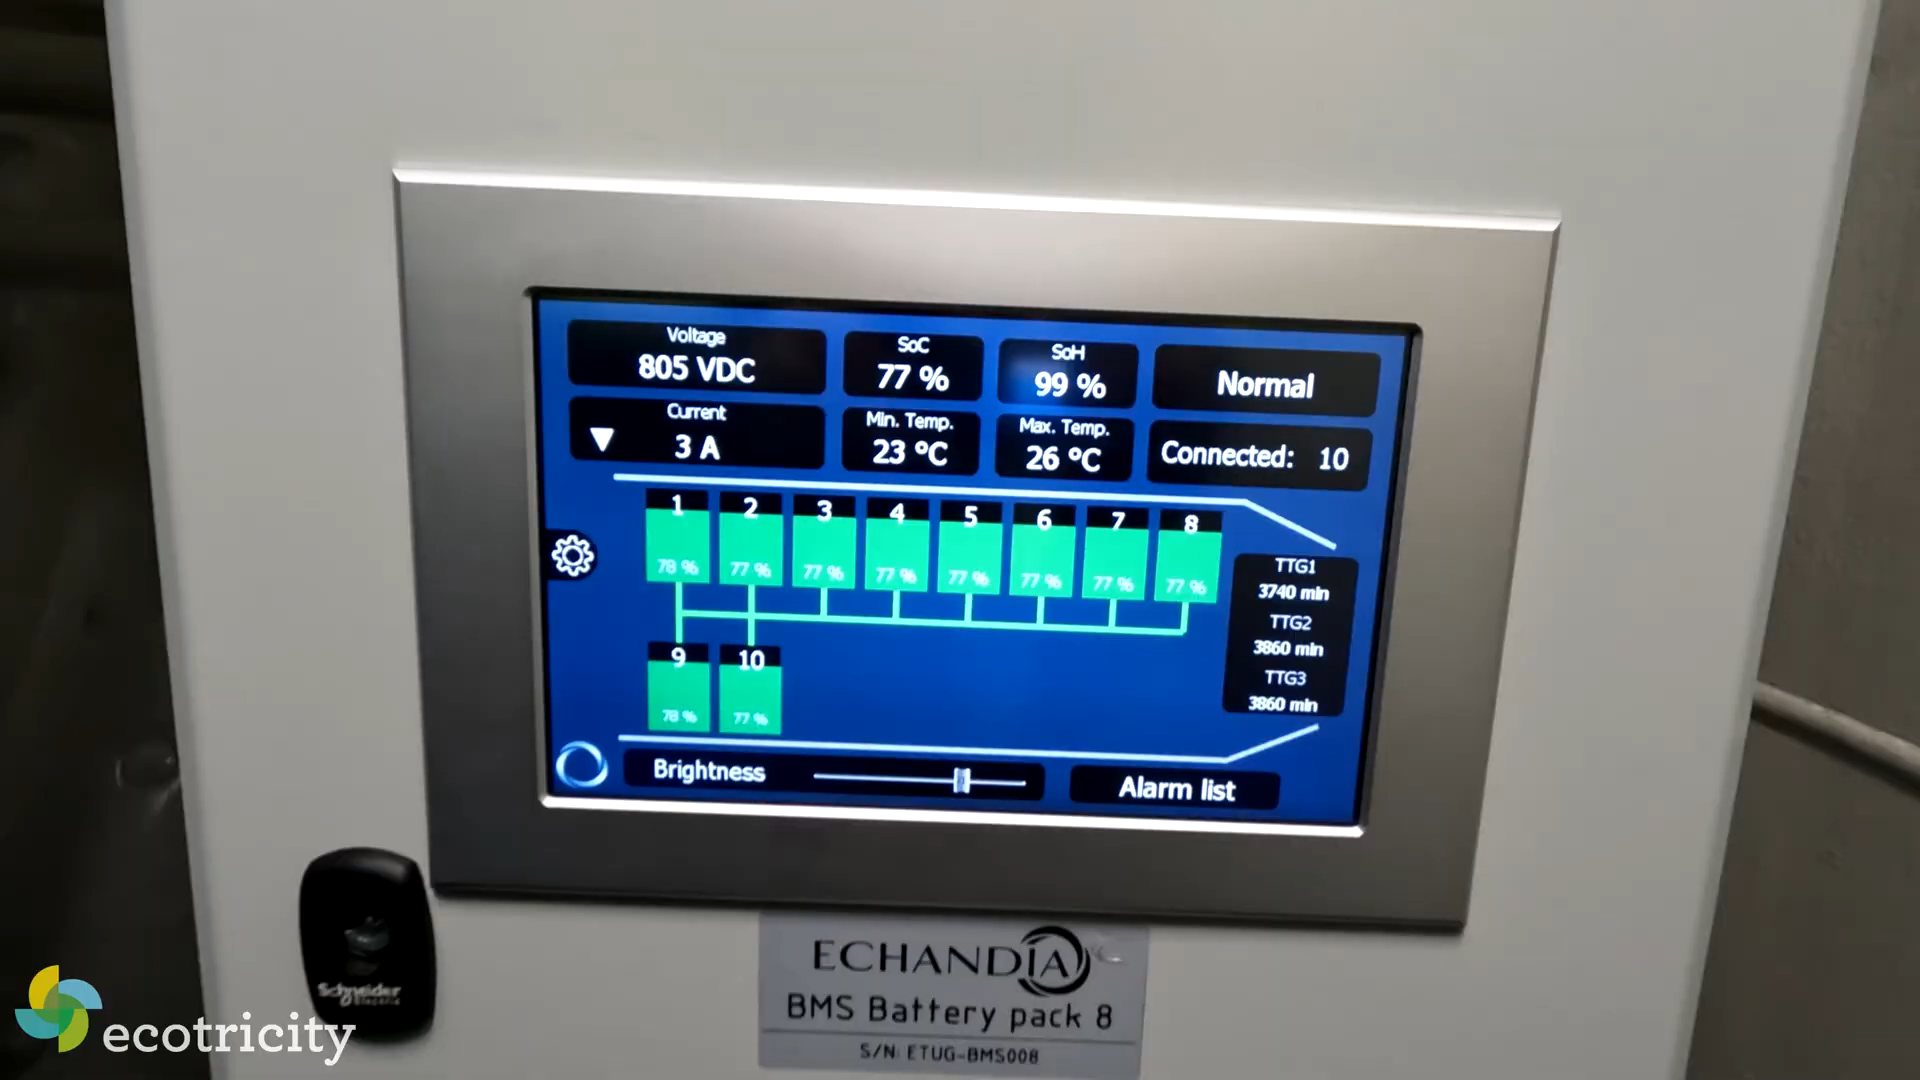 Voltage
805 VDC
SoC
77 %
SoH
99 %
Normal
Current
3 A
Min. Temp.
23 °C
Max. Temp.
26 °C
Connected: 10
1 2 3 4 5 6 7 8
78 % 77 % 77 % 77 % 77 % 77 % 77 % 77 %
9 10
78 % 77 %
TTG1
3740 min
TTG2
3860 min
TTG3
3860 min
Brightness
Alarm list
ECHANDIA
BMS Battery pack 8
S/N: ETUG-BMS008
Schneider
Electric
ecotricity